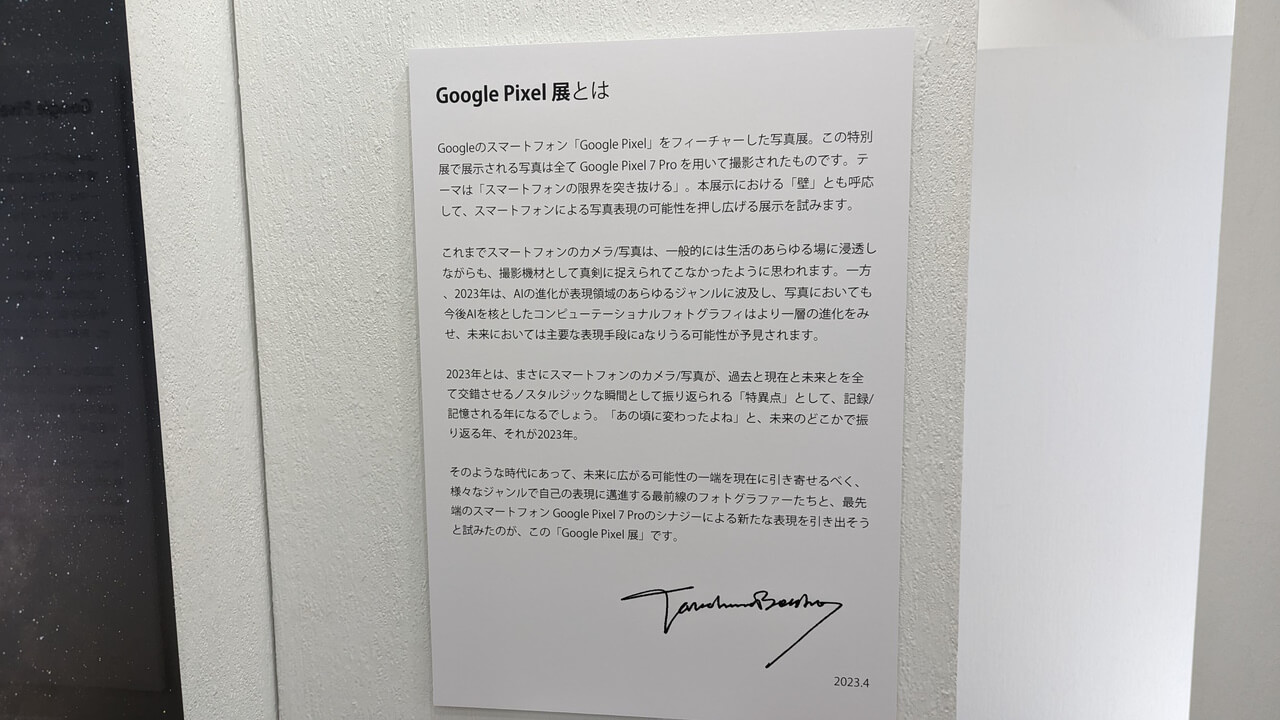 Google Pixel 展とは
Googleのスマートフォン「Google Pixel」をフィーチャーした写真展。この特別
展で展示される写真は全て Google Pixel 7 Pro を用いて撮影されたものです。テ
ーマは「スマートフォンの限界を突き抜ける」。本展示における「壁」とも呼応
して、スマートフォンによる写真表現の可能性を押し広げる展示を試みます。
これまでスマートフォンのカメラ/写真は、一般的には生活のあらゆる場に浸透し
ながらも、撮影機材として真剣に捉えられてこなかったように思われます。一方
、2023年は、AIの進化が表現領域のあらゆるジャンルに波及し、写真においても
今後AIを核としたコンピューテーショナルフォトグラフィはより一層の進化をみ
せ、未来においては主要な表現手段にaなりうる可能性が予見されます。
2023年とは、まさにスマートフォンのカメラ/写真が、過去と現在と未来とを全
て交錯させるノスタルジックな瞬間として振り返られる「特異点」として、記録/
記憶される年になるでしょう。「あの頃に変わったよね」と、未来のどこかで振
り返る年、それが2023年。
そのような時代にあって、未来に広がる可能性の一端を現在に引き寄せるべく、
様々なジャンルで自己の表現に邁進する最前線のフォトグラファーたちと、最先
端のスマートフォン Google Pixel 7 Proのシナジーによる新たな表現を引き出そう
と試みたのが、この「Google Pixel 展」です。
2023.4